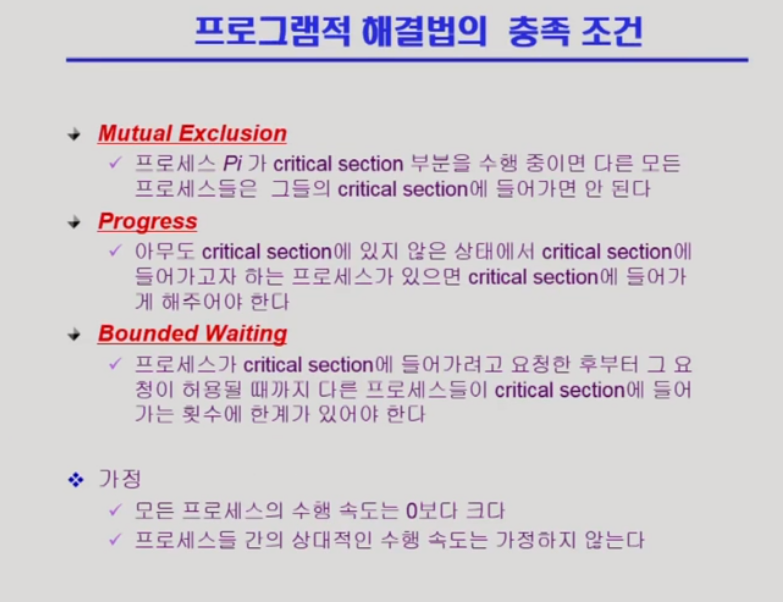 프로그램적 해결법의 충족 조건
Mutual Exclusion
프로세스 Pi 가 critical section 부분을 수행 중이면 다른 모든
프로세스들은 그들의 critical section에 들어가면 안 된다
Progress
아무도 critical section에 있지 않은 상태에서 critical section에
들어가고자 하는 프로세스가 있으면 critical section에 들어가
게 해주어야 한다
Bounded Waiting
프로세스가 critical section에 들어가려고 요청한 후부터 그 요
청이 허용될 때까지 다른 프로세스들이 critical section에 들어
가는 횟수에 한계가 있어야 한다
가정
모든 프로세스의 수행 속도는 0보다 크다
프로세스들 간의 상대적인 수행 속도는 가정하지 않는다